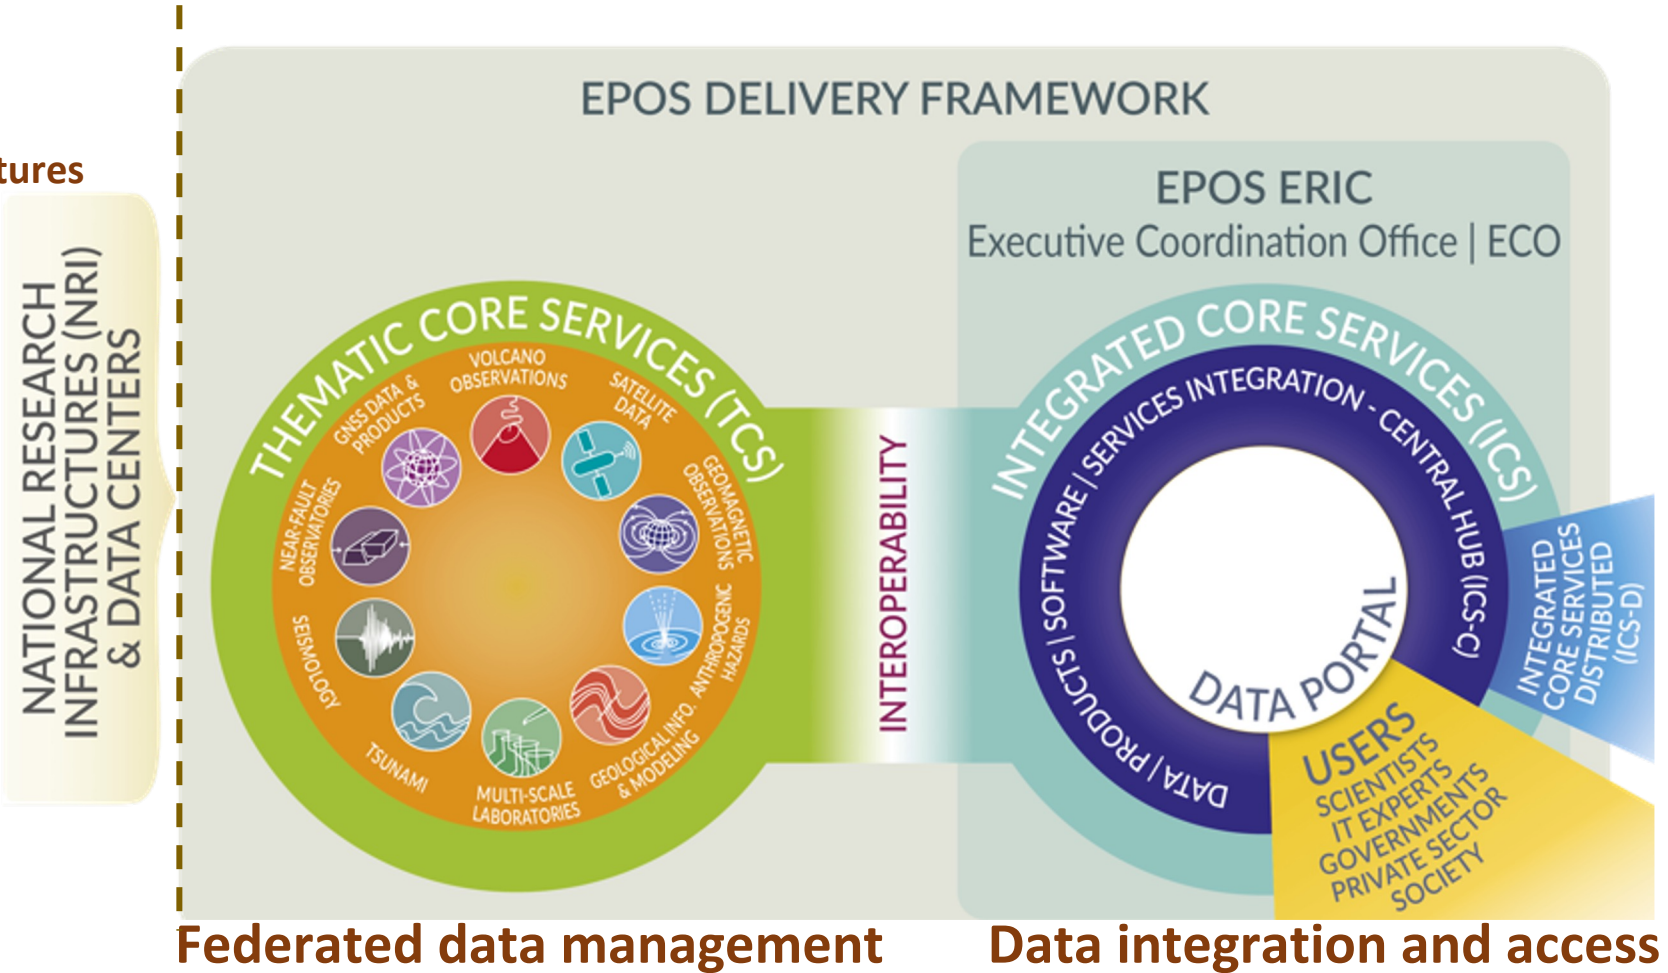 EPOS DELIVERY FRAMEWORK
EPOS ERIC
Executive Coordination Office | ECO
tures
NATIONAL RESEARCH
INFRASTRUCTURES (NRI)
& DATA CENTERS
THEMATIC CORE SERVICES (TCS)
VOLCANO
OBSERVATIONS
SATELLITE
DATA
GEOMAGNETIC
OBSERVATIONS
ANTHROPOGENIC
HAZARDS
GEOLOGICAL INFO.
& MODELING
MULTI-SCALE
LABORATORIES
TSUNAMI
SEISMOLOGY
NEAR-FAULT
OBSERVATORIES
GNSS DATA &
PRODUCTS
INTEROPERABILITY
INTEGRATED CORE SERVICES (ICS)
DATA | PRODUCTS | SOFTWARE | SERVICES INTEGRATION - CENTRAL HUB (ICS-C)
DATA PORTAL
INTEGRATED
CORE SERVICES
DISTRIBUTED
(ICS-D)
USERS
SCIENTISTS
IT EXPERTS
GOVERNMENTS
PRIVATE SECTOR
SOCIETY
Federated data management
Data integration and access